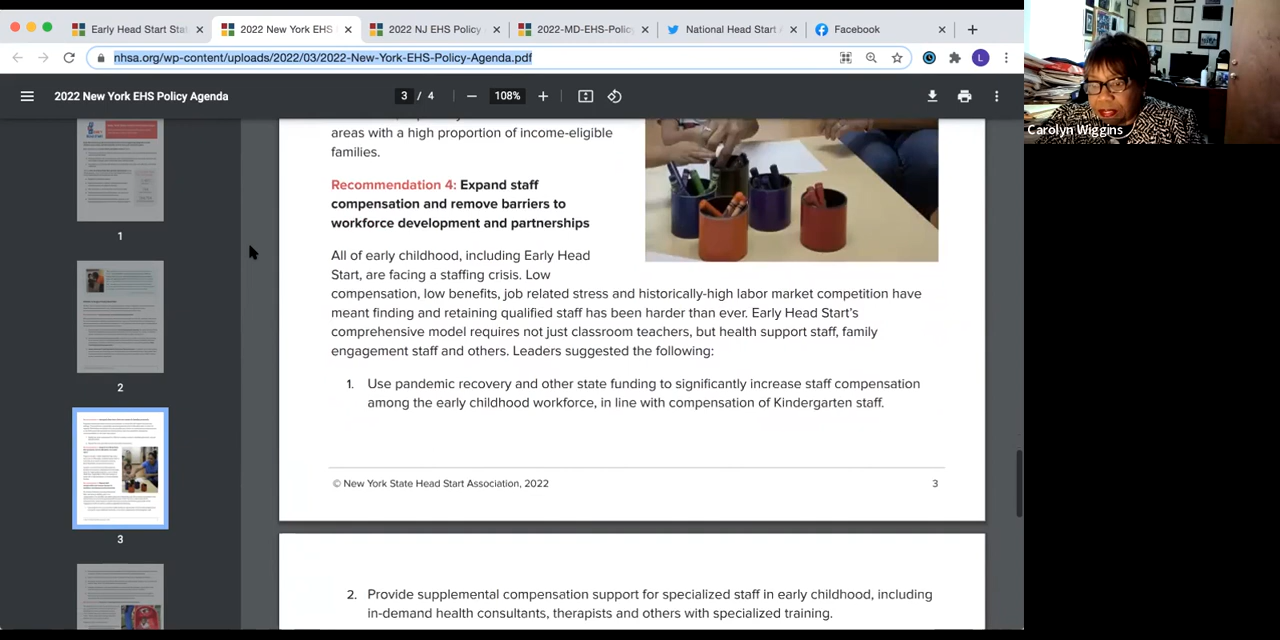 Early Head Start Stat
2022 New York EHS
2022 NJ EHS Policy
2022-MD-EHS-Policy
National Head Start A
Facebook
nhsa.org/wp-content/uploads/2022/03/2022-New-York-EHS-Policy-Agenda.pdf
L
2022 New York EHS Policy Agenda
3 / 4
108%
Carolyn Wiggins
1
2
3
areas with a high proportion of income-eligible
families.
Recommendation 4: Expand staff
compensation and remove barriers to
workforce development and partnerships
All of early childhood, including Early Head
Start, are facing a staffing crisis. Low
compensation, low benefits, job related stress and historically-high labor market competition have
meant finding and retaining qualified staff has been harder than ever. Early Head Start's
comprehensive model requires not just classroom teachers, but health support staff, family
engagement staff and others. Leaders suggested the following:
1. Use pandemic recovery and other state funding to significantly increase staff compensation
among the early childhood workforce, in line with compensation of Kindergarten staff.
© New York State Head Start Association, 2022
3
2. Provide supplemental compensation support for specialized staff in early childhood, including
in-demand health consultants, therapists and others with specialized training.